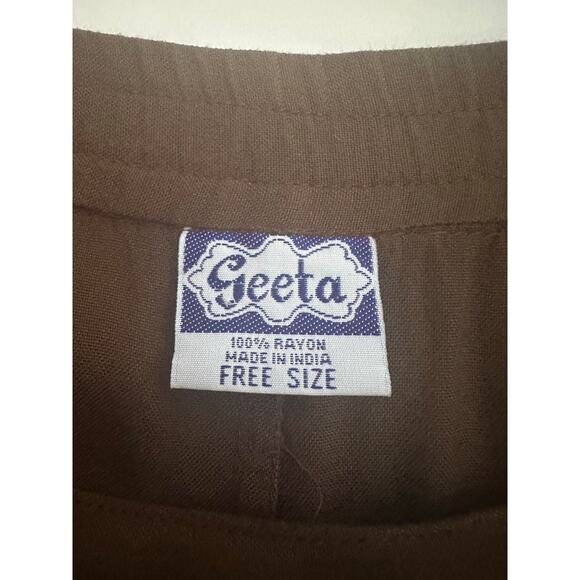 Geeta
100% RAYON
MADE IN INDIA
FREE SIZE